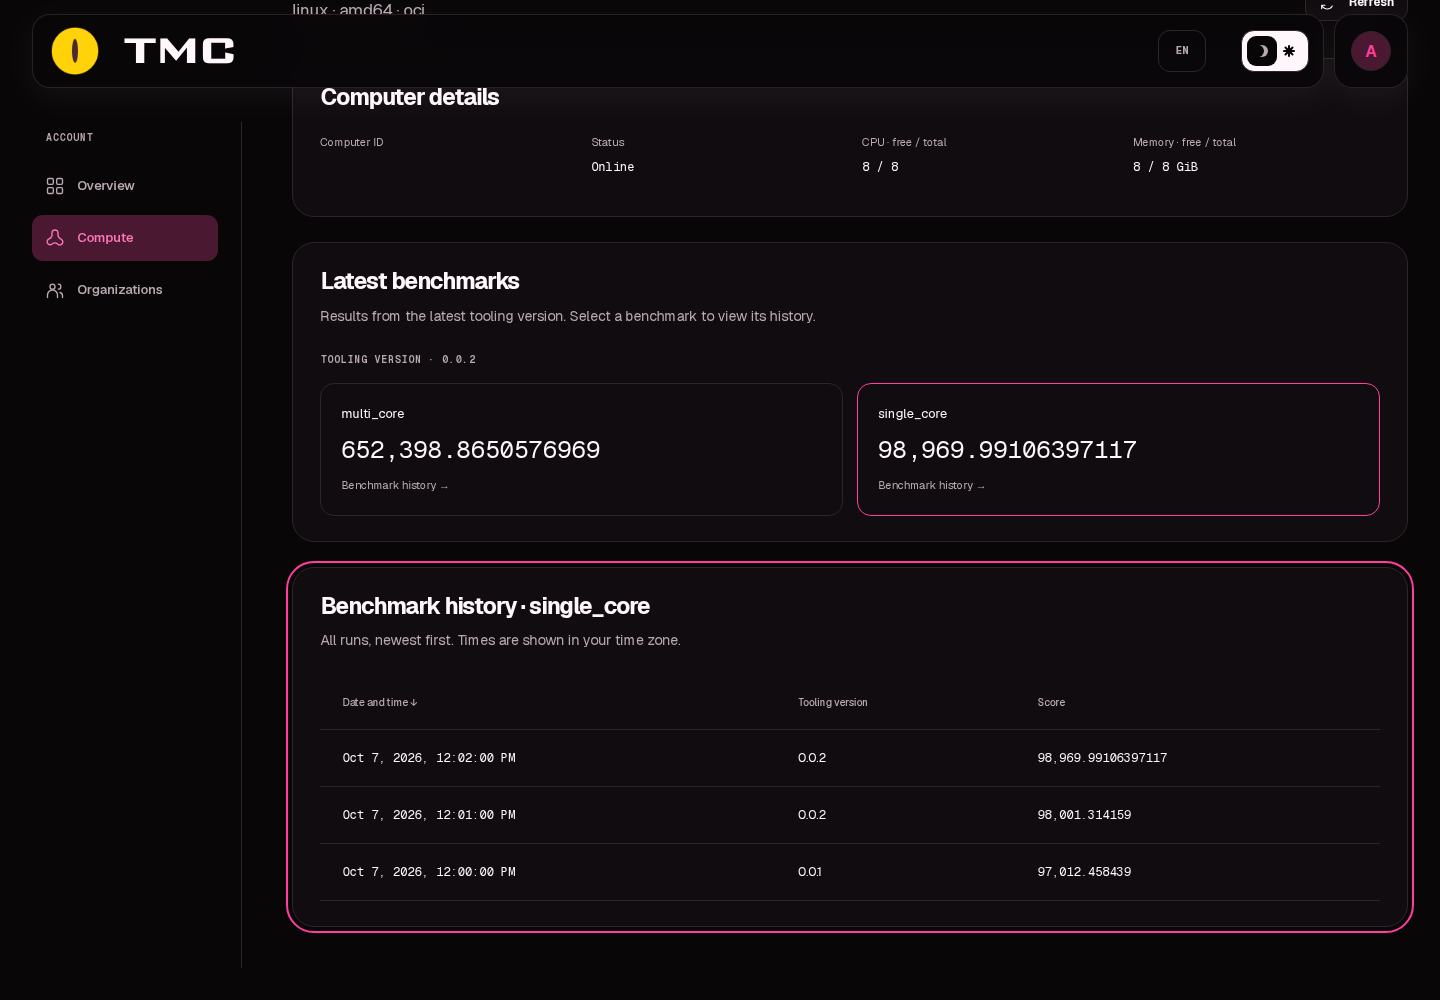 linux · amd64 · oci
Refresh
TMC
EN
A
ACCOUNT
Overview
Compute
Organizations
Computer details
Computer ID
Status
Online
CPU · free / total
8 / 8
Memory · free / total
8 / 8 GiB
Latest benchmarks
Results from the latest tooling version. Select a benchmark to view its history.
TOOLING VERSION · 0.0.2
multi_core
652,398.8650576969
Benchmark history →
single_core
98,969.99106397117
Benchmark history →
Benchmark history · single_core
All runs, newest first. Times are shown in your time zone.
Date and time ↓ Tooling version Score
Oct 7, 2026, 12:02:00 PM 0.0.2 98,969.99106397117
Oct 7, 2026, 12:01:00 PM 0.0.2 98,001.314159
Oct 7, 2026, 12:00:00 PM 0.0.1 97,012.458439